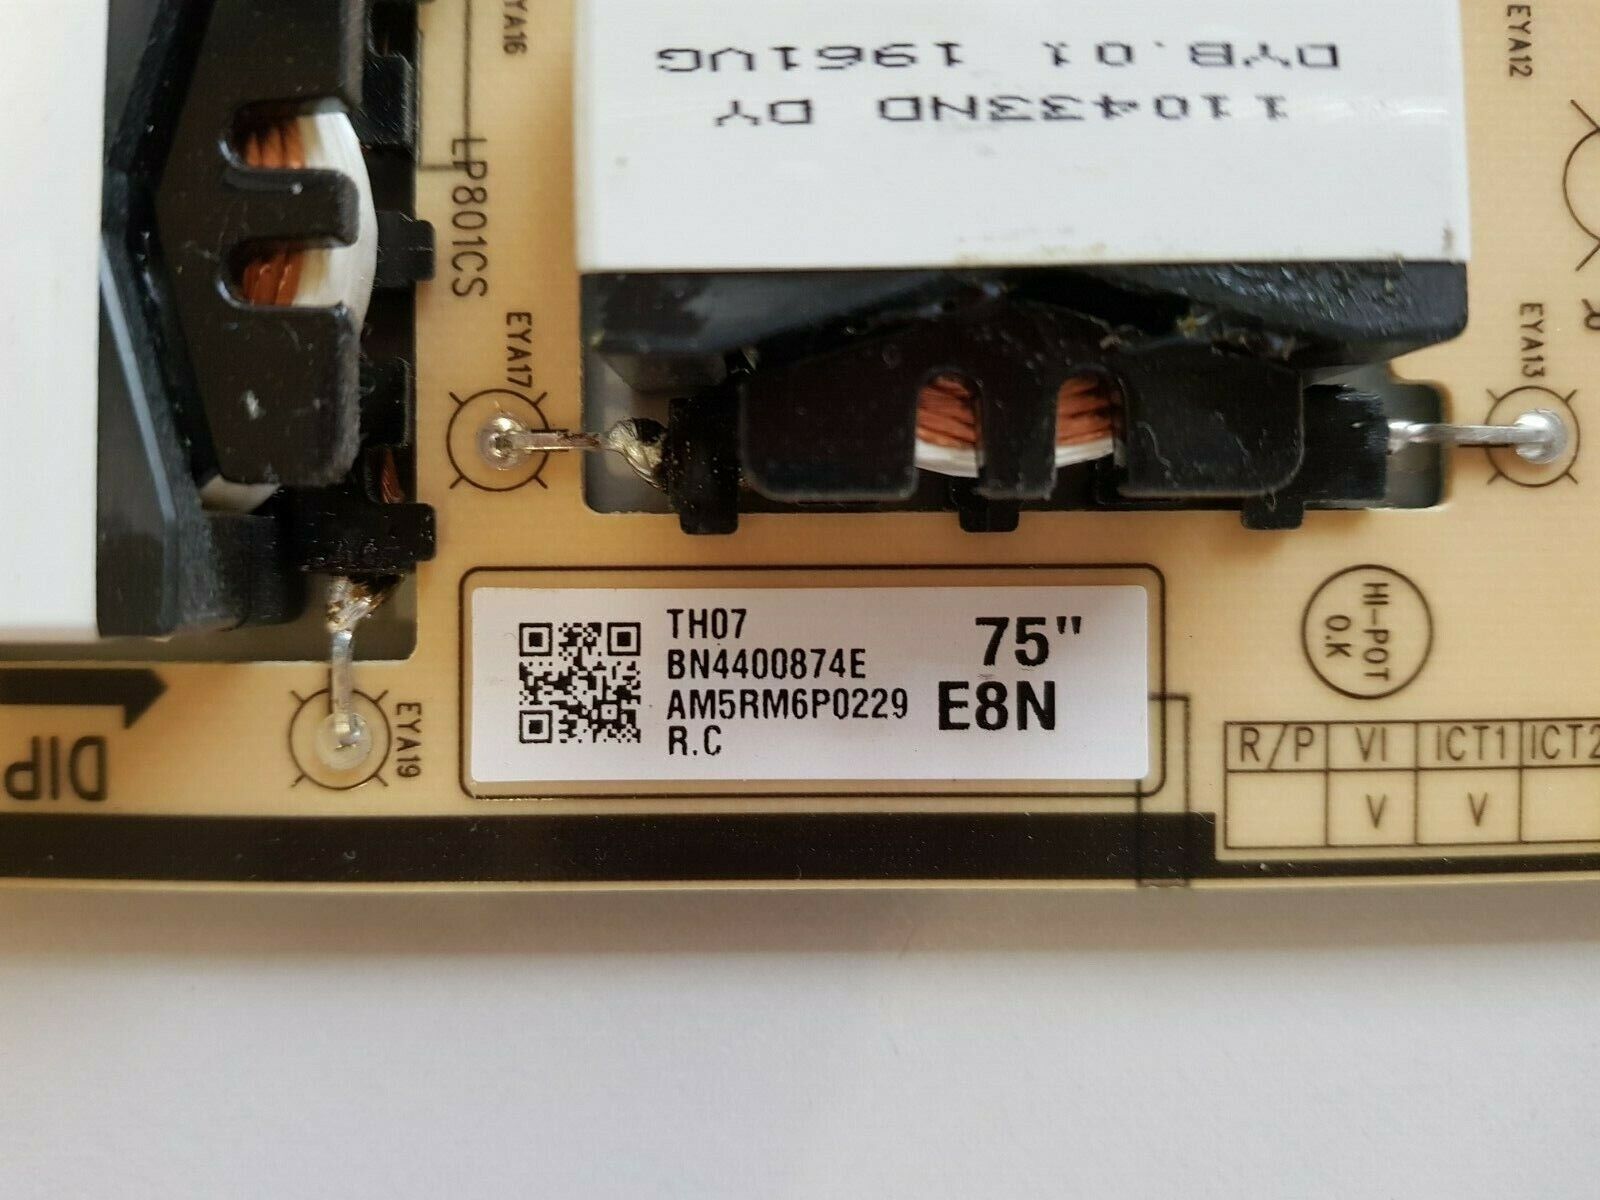 EYA16
EYA12
DYB.01 1961VG
110433ND DY
LP801CS
EYA17
EYA13
R
TH07
BN4400874E
AM5RM6P0229
R.C
75"
E8N
HI-POT
O.K
EYA19
DIP
R/P VI ICT1 ICT2
V V